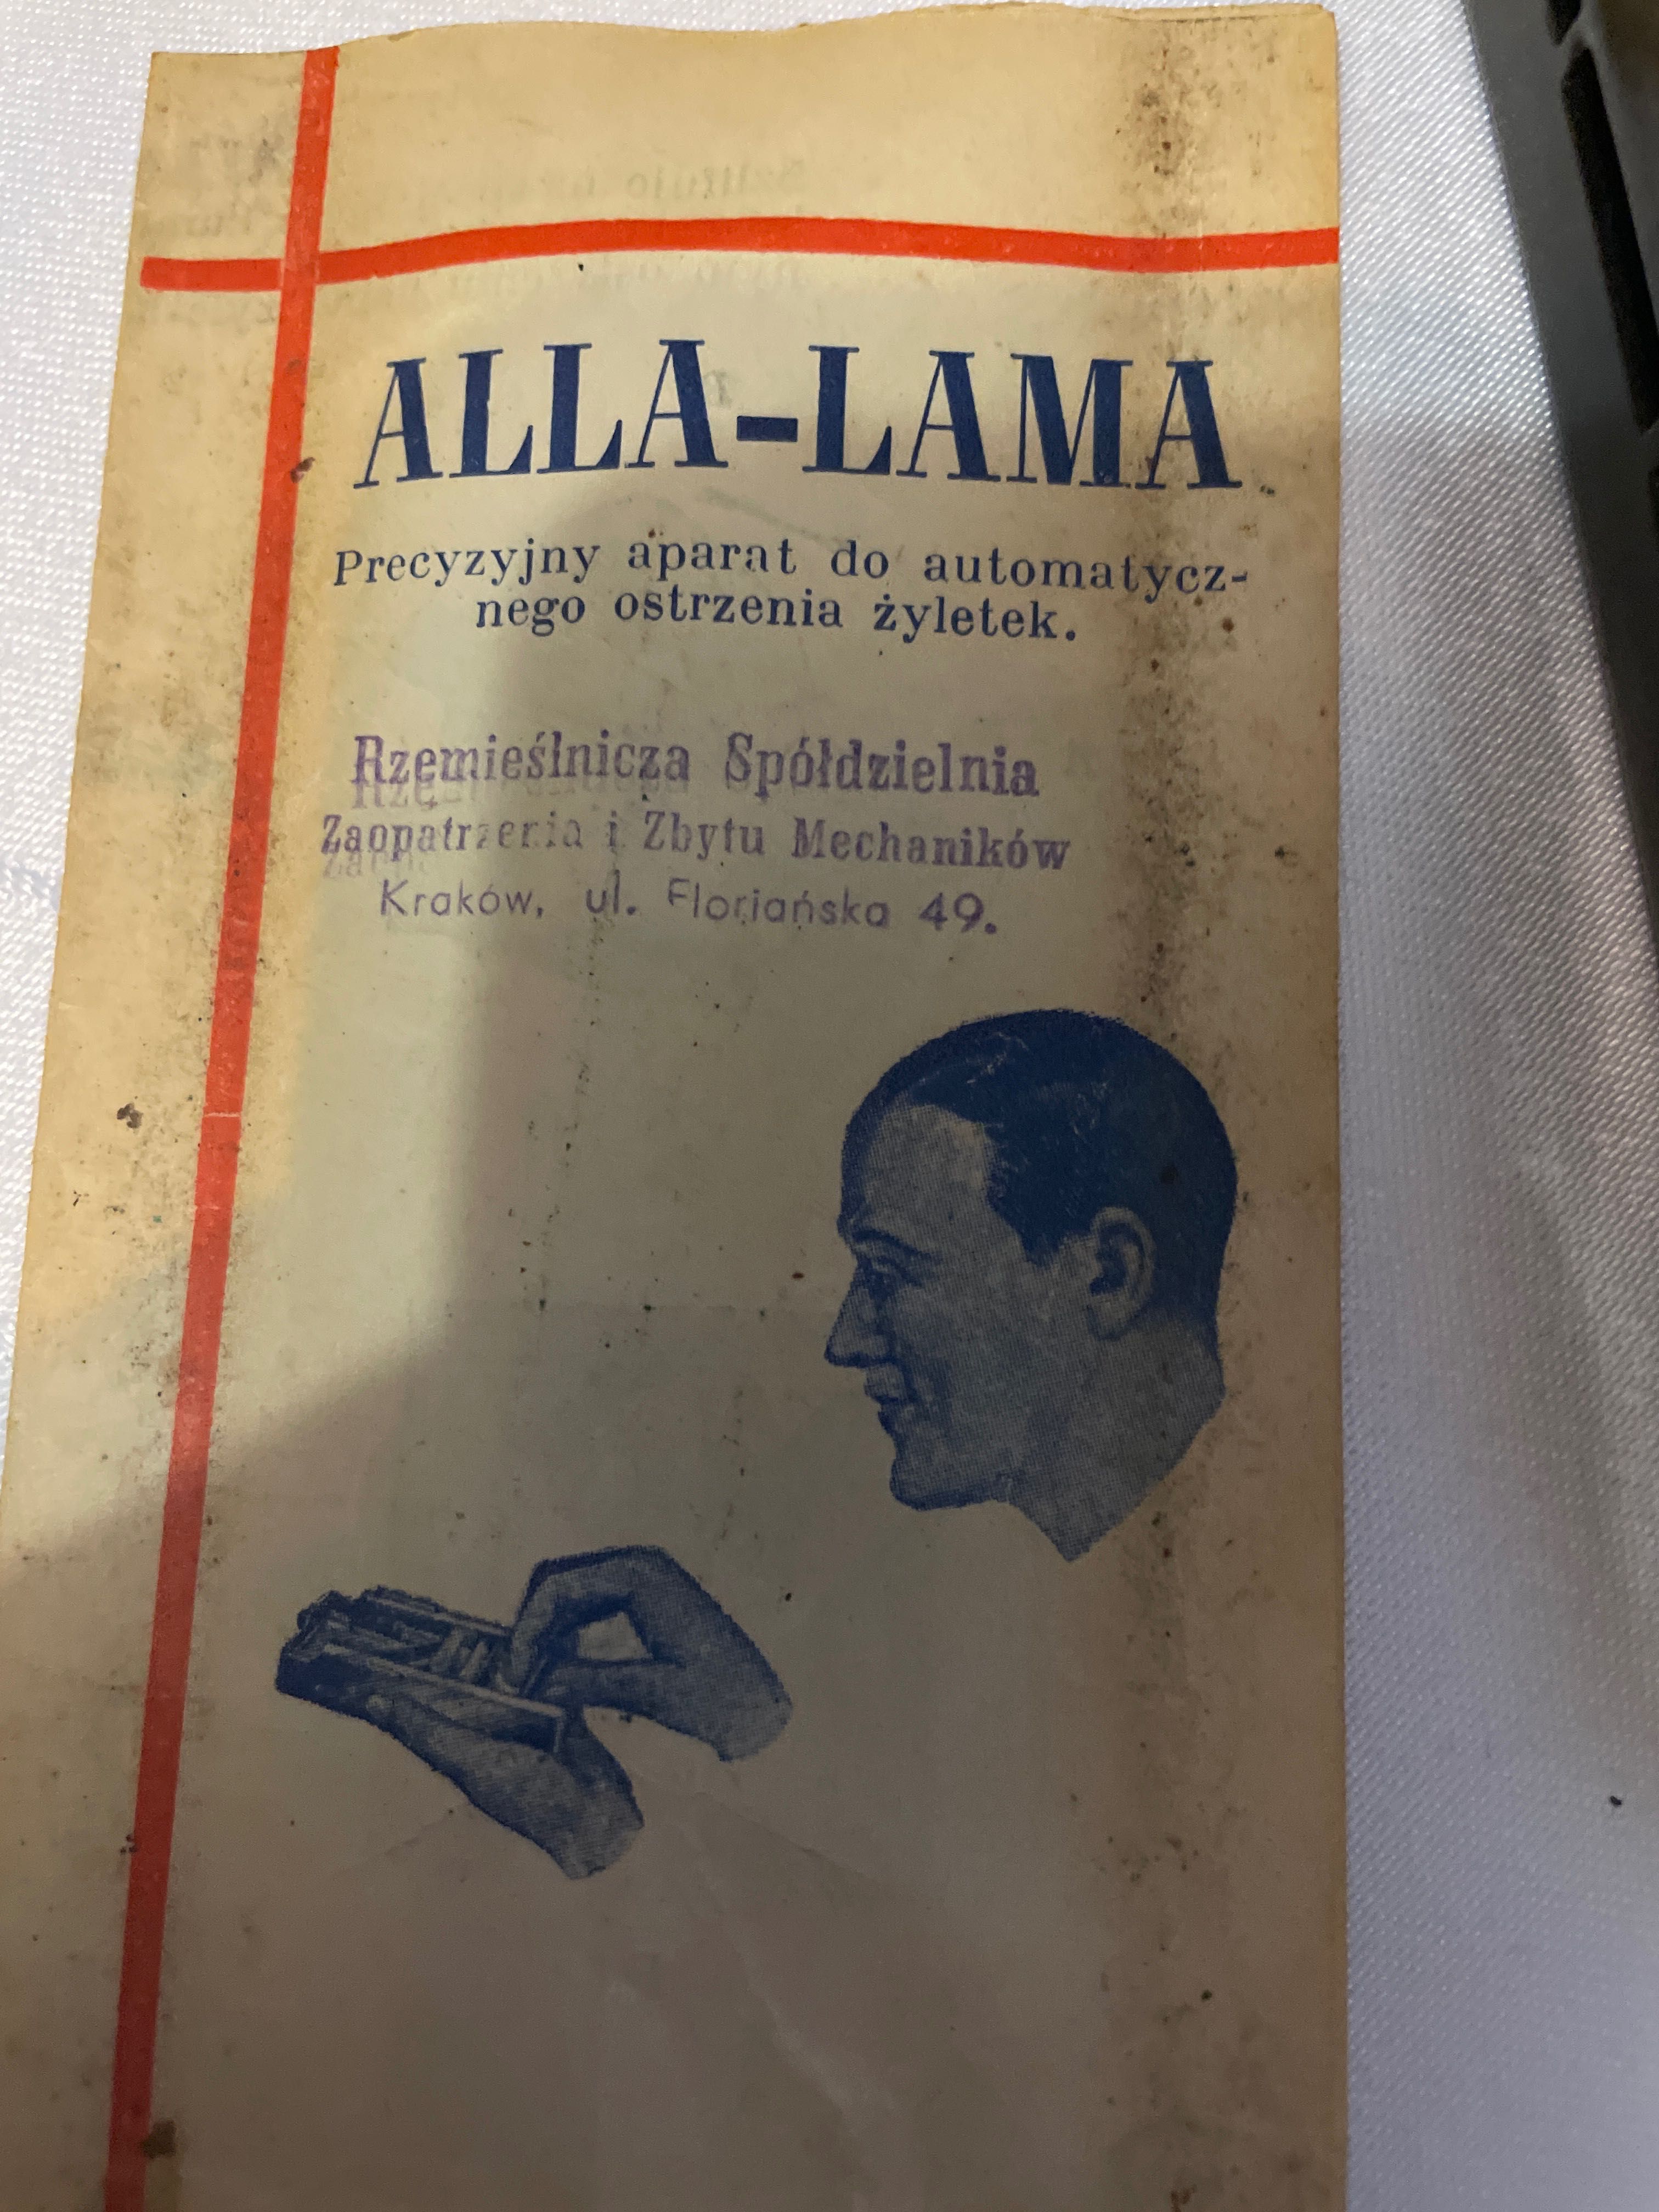 ALLA-LAMA
Precyzyjny aparat do automatycz-
nego ostrzenia żyletek.
Rzemieślnicza Spółdzielnia
Zaopatrzenia i Zbytu Mechaników
Kraków, ul. Floriańska 49.